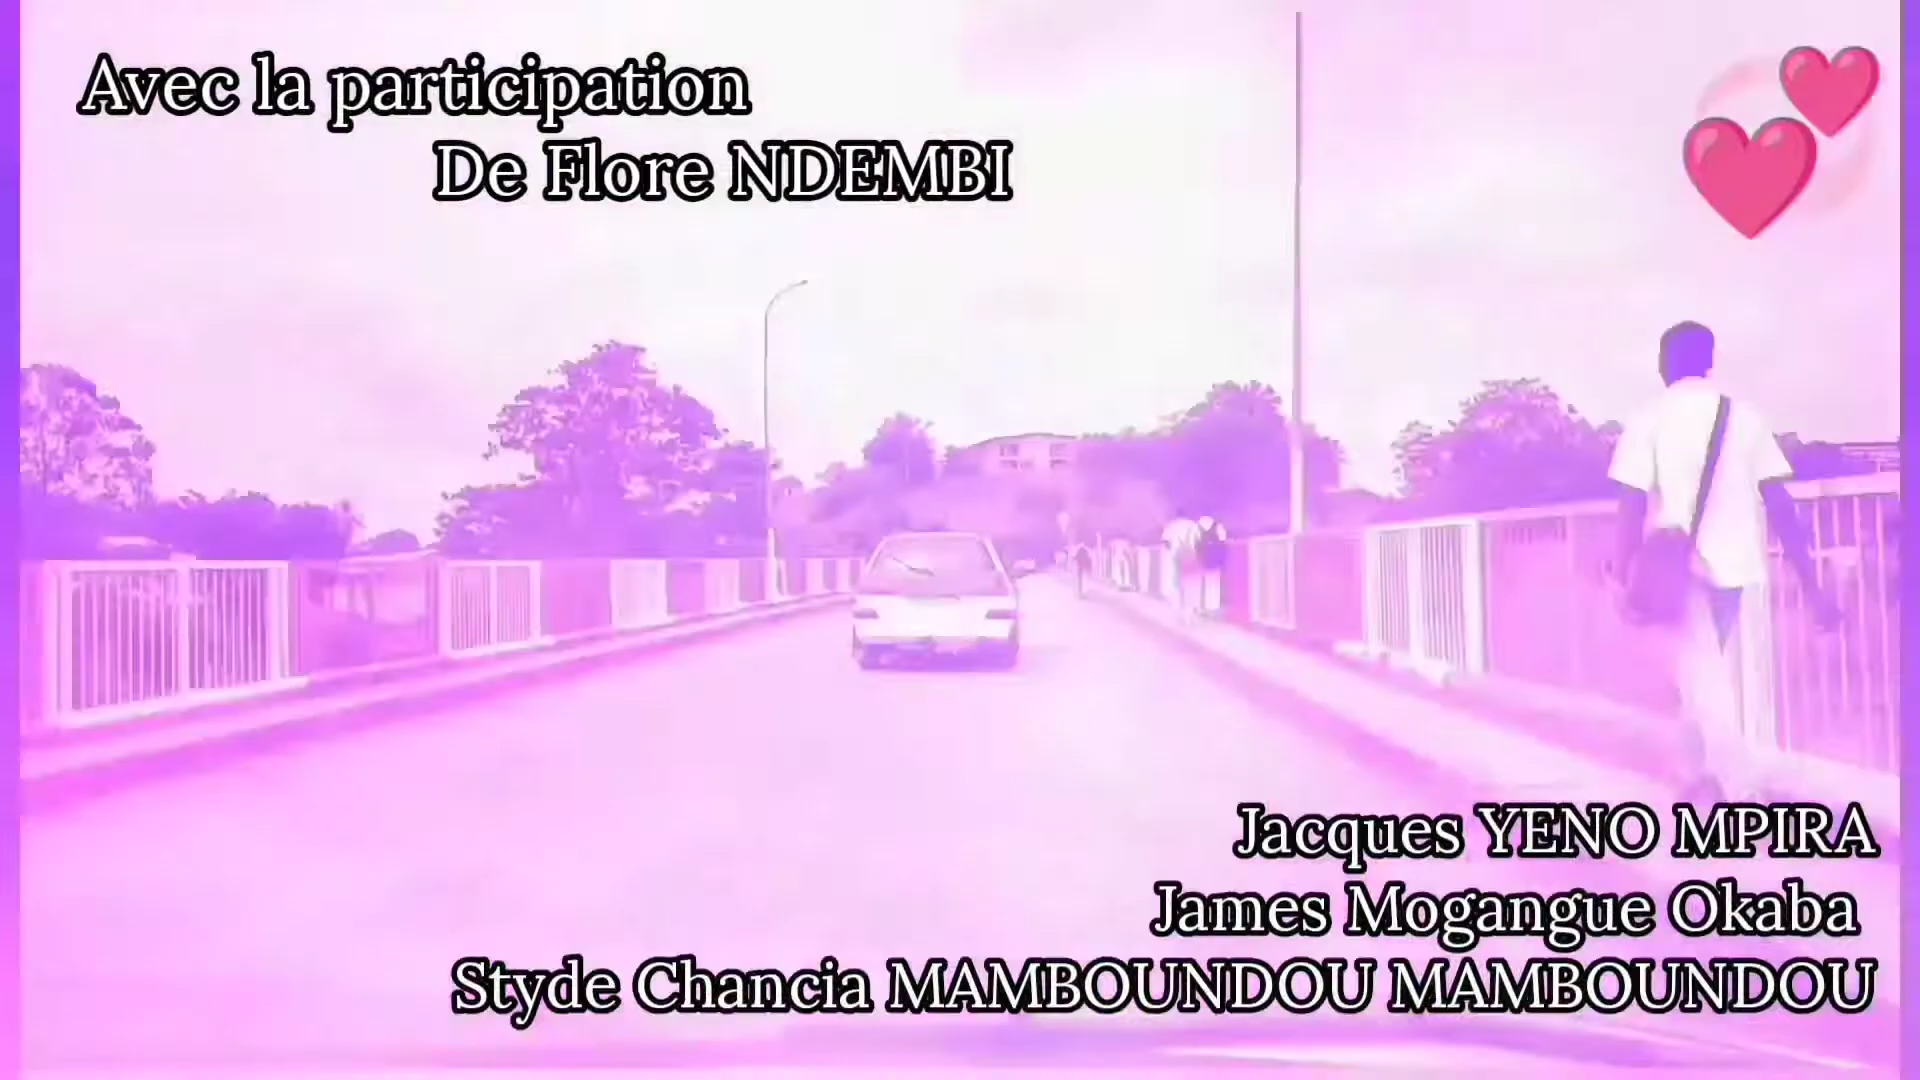 Avec la participation
De Flore NDEMBI
Jacques YENO MPIRA
James Mogangue Okaba
Styde Chancia MAMBOUNDOU MAMBOUNDOU